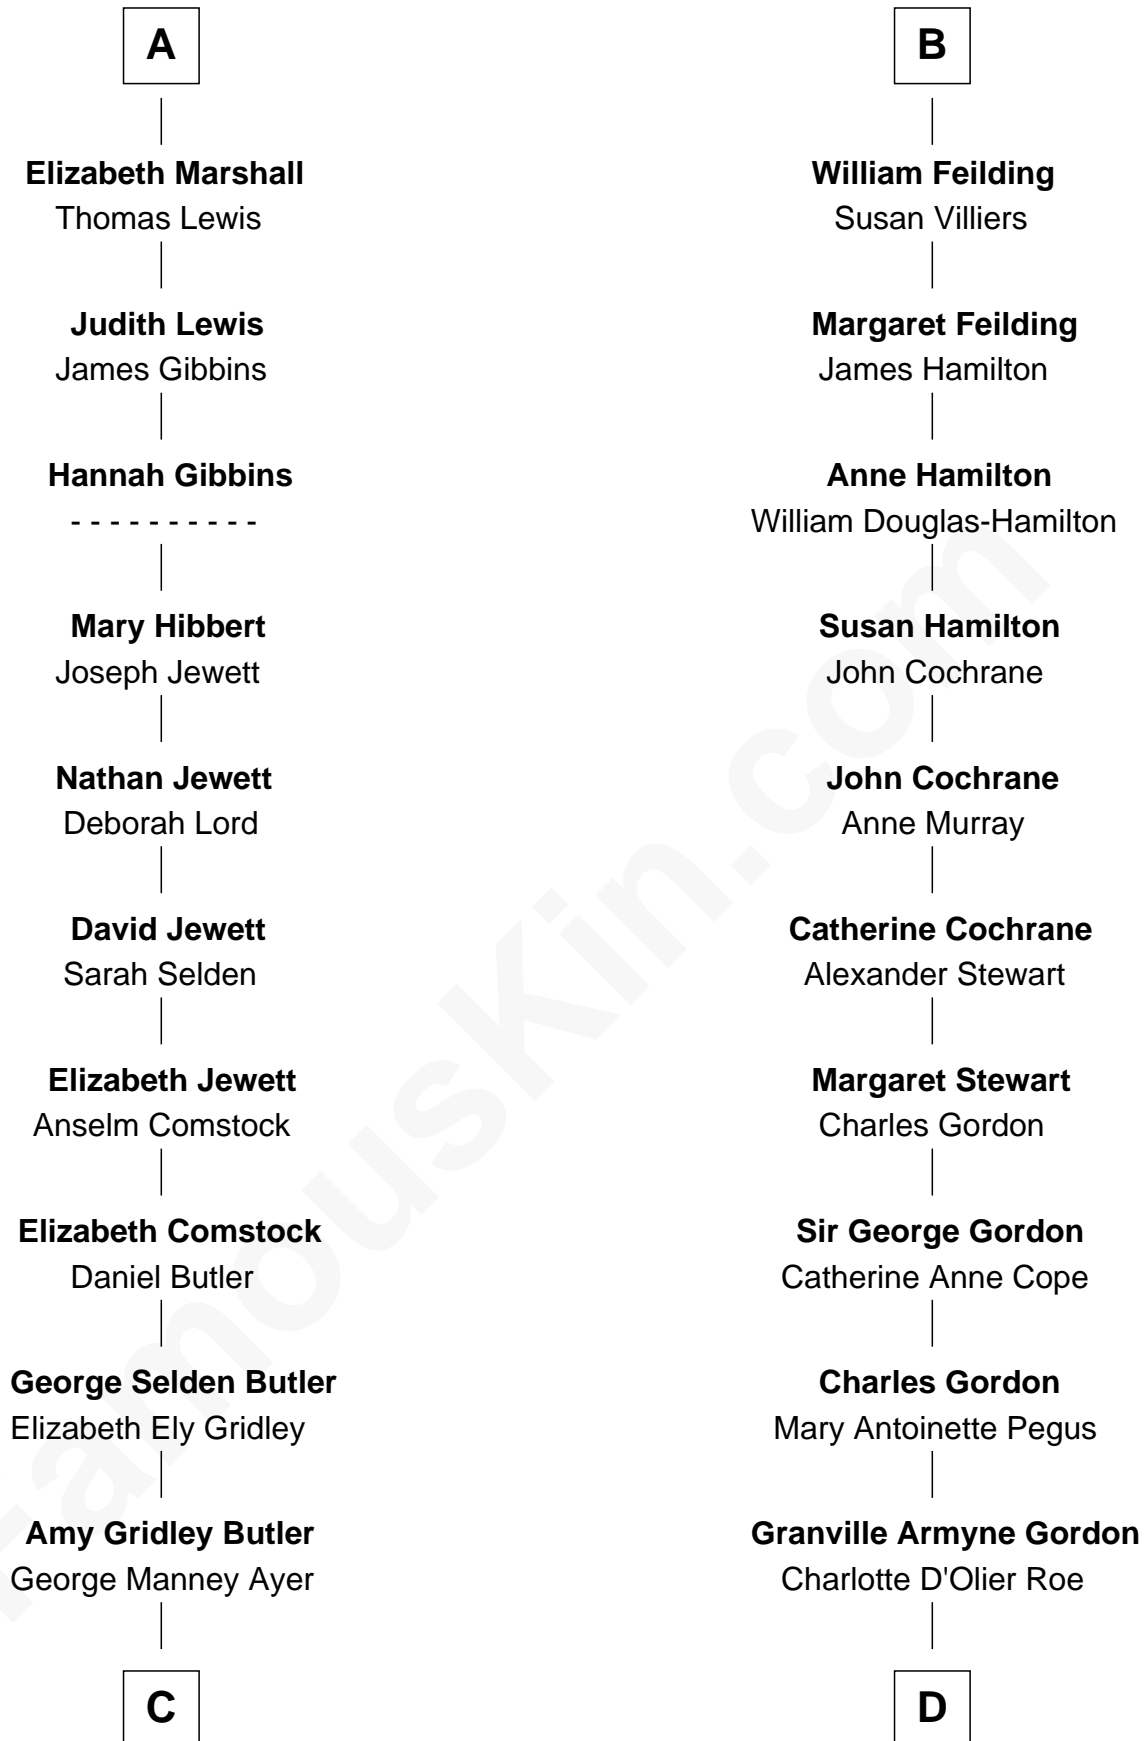 A
Elizabeth Marshall
Thomas Lewis
Judith Lewis
James Gibbins
Hannah Gibbins
- - - - - - - - - -
Mary Hibbert
Joseph Jewett
Nathan Jewett
Deborah Lord
David Jewett
Sarah Selden
Elizabeth Jewett
Anselm Comstock
Elizabeth Comstock
Daniel Butler
George Selden Butler
Elizabeth Ely Gridley
Amy Gridley Butler
George Manney Ayer
C
B
William Feilding
Susan Villiers
Margaret Feilding
James Hamilton
Anne Hamilton
William Douglas-Hamilton
Susan Hamilton
John Cochrane
John Cochrane
Anne Murray
Catherine Cochrane
Alexander Stewart
Margaret Stewart
Charles Gordon
Sir George Gordon
Catherine Anne Cope
Charles Gordon
Mary Antoinette Pegus
Granville Armyne Gordon
Charlotte D'Olier Roe
D
FamousKin.com